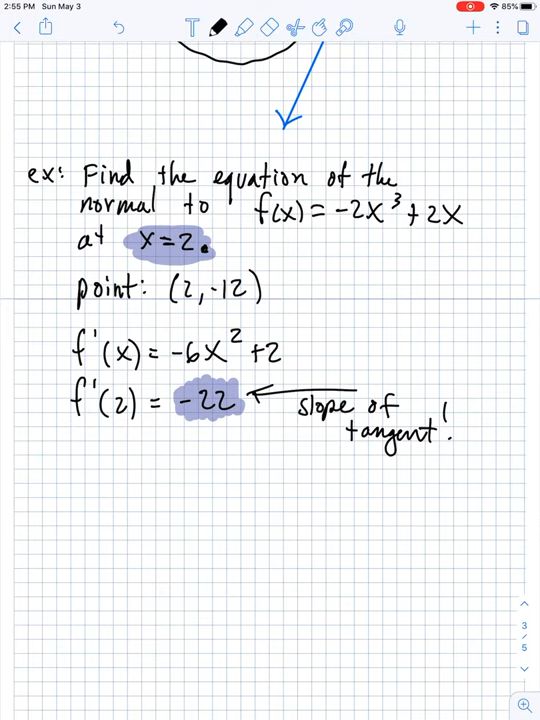 2:55 PM Sun May 3
85%
ex: Find the equation of the
normal to f(x) = -2x³ + 2x
at x = 2.
point: (2, -12)
f'(x) = -6x² + 2
f'(2) = -22
slope of
tangent!
3
/
5